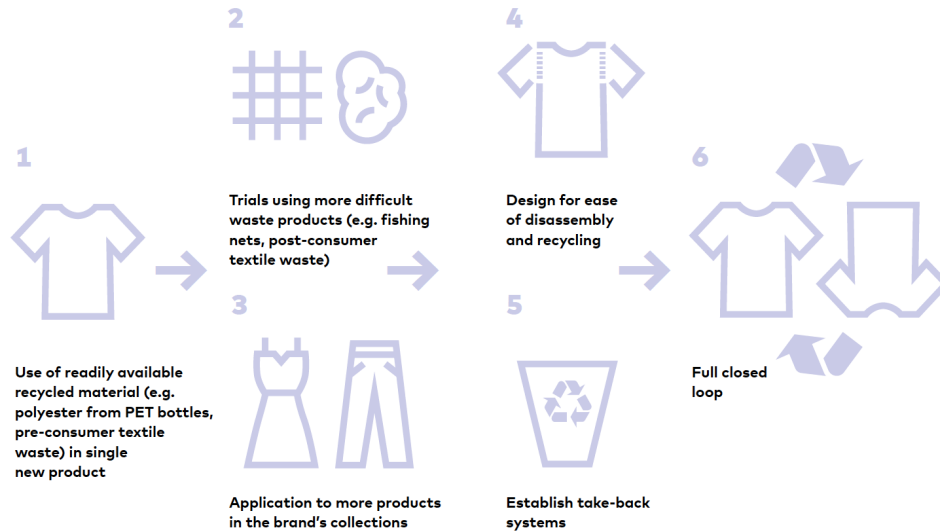 1
Use of readily available
recycled material (e.g.
polyester from PET bottles,
pre-consumer textile
waste) in single
new product
2
Trials using more difficult
waste products (e.g. fishing
nets, post-consumer
textile waste)
3
Application to more products
in the brand’s collections
4
Design for ease
of disassembly
and recycling
5
Establish take-back
systems
6
Full closed
loop